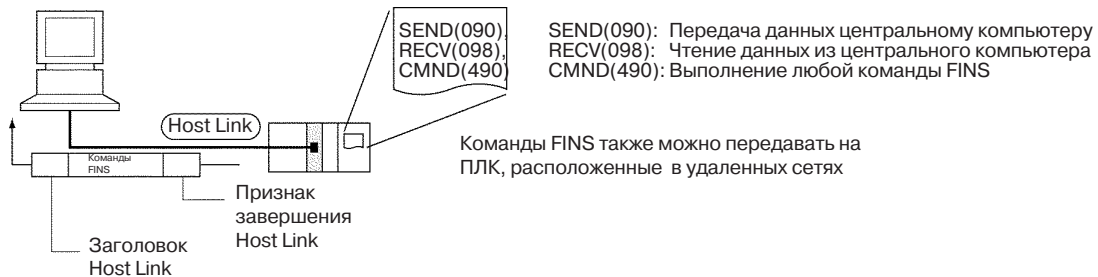 SEND(090),
RECV(098),
CMND(490)
SEND(090): Передача данных центральному компьютеру
RECV(098): Чтение данных из центрального компьютера
CMND(490): Выполнение любой команды FINS
Host Link
Команды FINS также можно передавать на
ПЛК, расположенные в удаленных сетях
Команды
FINS
Признак
завершения
Host Link
Заголовок
Host Link